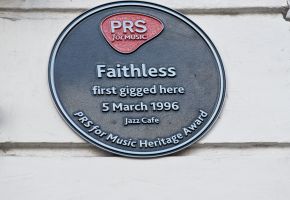 PRS
for MUSIC
Faithless
first gigged here
5 March 1996
Jazz Cafe
PRS for Music Heritage Award